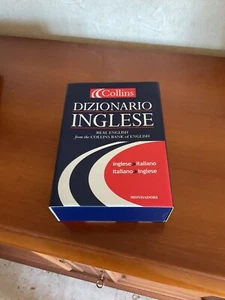 Collins
DIZIONARIO
INGLESE
REAL ENGLISH
from the COLLINS BANK of ENGLISH
inglese italiano
italiano inglese
MONDADORI